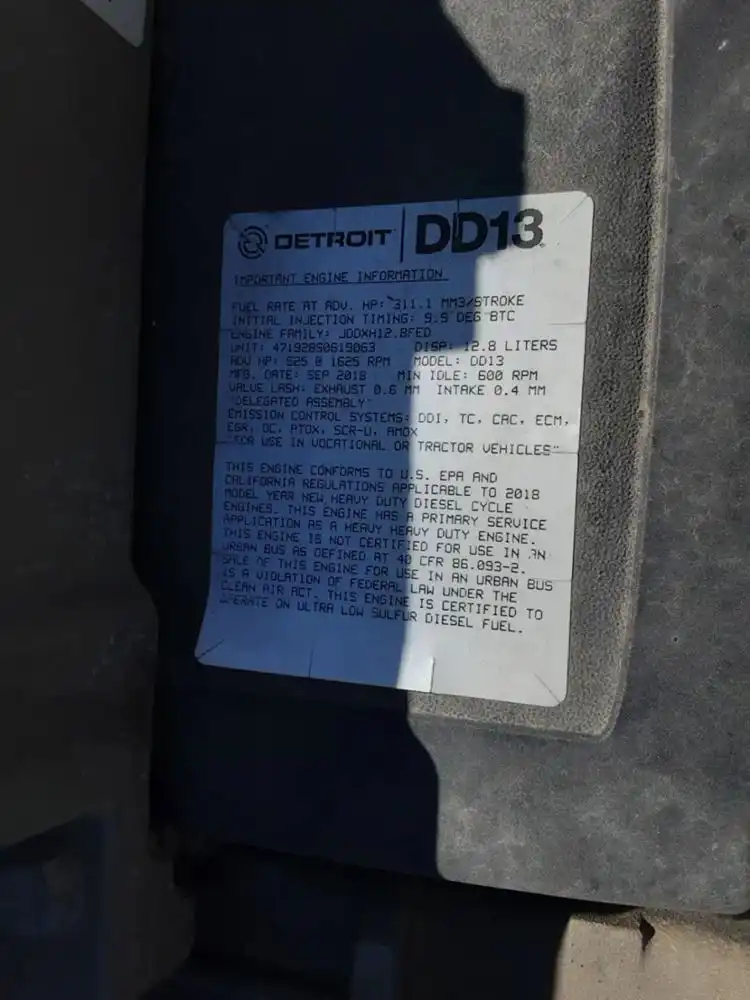 DETROIT DD13
IMPORTANT ENGINE INFORMATION
FUEL RATE AT ADV. HP: 311.1 MM3/STROKE
INITIAL INJECTION TIMING: 9.9 DEG BTC
ENGINE FAMILY: JDDXH12.8FED
UNIT: 471928S0619063 DISP: 12.8 LITERS
ADV HP: 525 @ 1625 RPM MODEL: DD13
MFG. DATE: SEP 2018 MIN IDLE: 600 RPM
VALVE LASH: EXHAUST 0.6 MM INTAKE 0.4 MM
"DELEGATED ASSEMBLY"
EMISSION CONTROL SYSTEMS: DDI, TC, CAC, ECM,
EGR, OC, PTOX, SCR-U, AMOX
"FOR USE IN VOCATIONAL OR TRACTOR VEHICLES"
THIS ENGINE CONFORMS TO U.S. EPA AND
CALIFORNIA REGULATIONS APPLICABLE TO 2018
MODEL YEAR NEW HEAVY DUTY DIESEL CYCLE
ENGINES. THIS ENGINE HAS A PRIMARY SERVICE
APPLICATION AS A HEAVY HEAVY DUTY ENGINE.
THIS ENGINE IS NOT CERTIFIED FOR USE IN AN
URBAN BUS AS DEFINED AT 40 CFR 86.093-2.
SALE OF THIS ENGINE FOR USE IN AN URBAN BUS
IS A VIOLATION OF FEDERAL LAW UNDER THE
CLEAN AIR ACT. THIS ENGINE IS CERTIFIED TO
OPERATE ON ULTRA LOW SULFUR DIESEL FUEL.